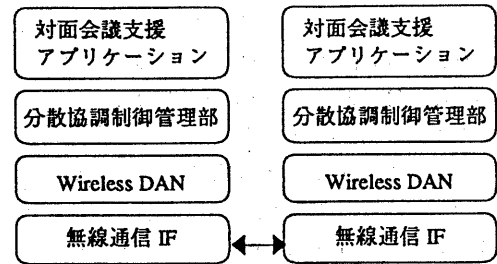 対面会議支援
アプリケーション
分散協調制御管理部
Wireless DAN
無線通信 IF
対面会議支援
アプリケーション
分散協調制御管理部
Wireless DAN
無線通信 IF